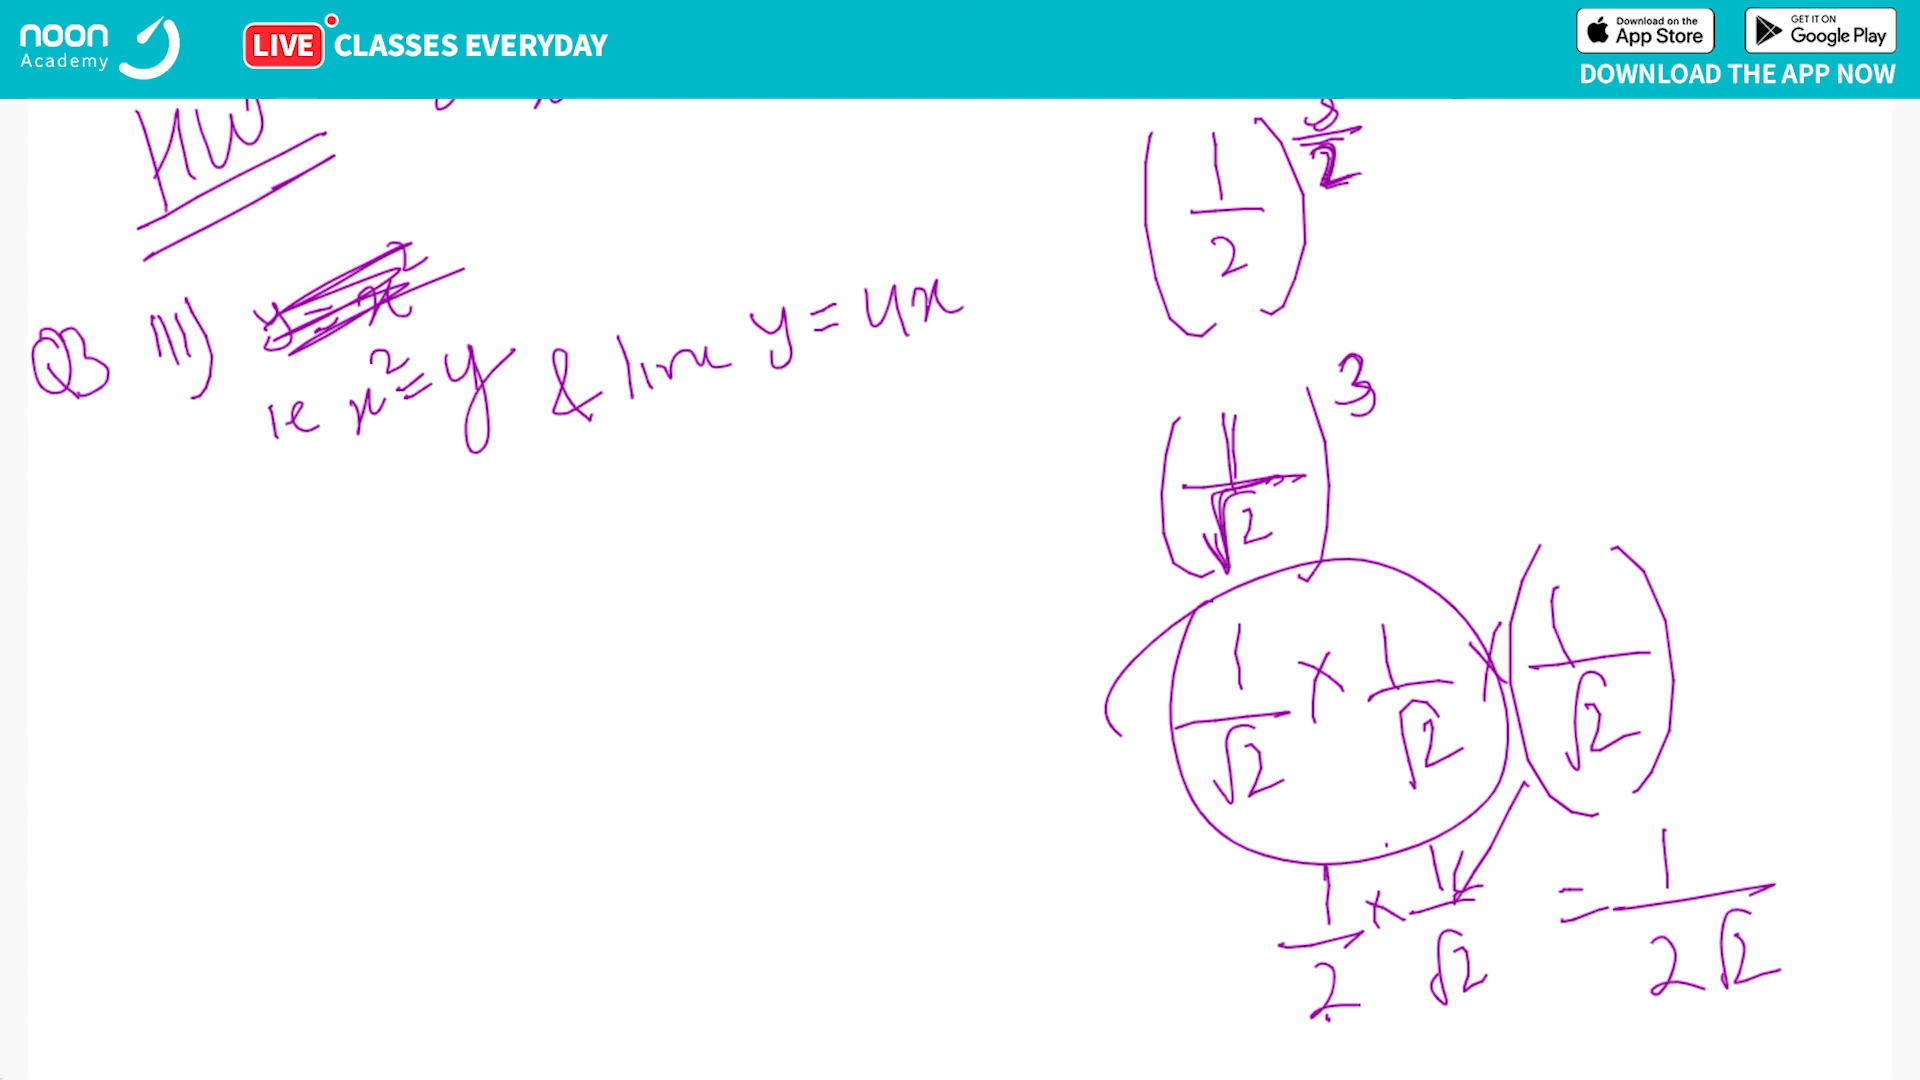 noon
Academy
LIVE CLASSES EVERYDAY
Download on the
App Store
GET IT ON
Google Play
DOWNLOAD THE APP NOW
HW
Q3 III) y = x²
ie x² = y & line y = 4x
(1/2)^3/2
(1/√2)^3
1/√2 × 1/√2 × (1/√2)
1/2 × 1/√2 = 1/2√2